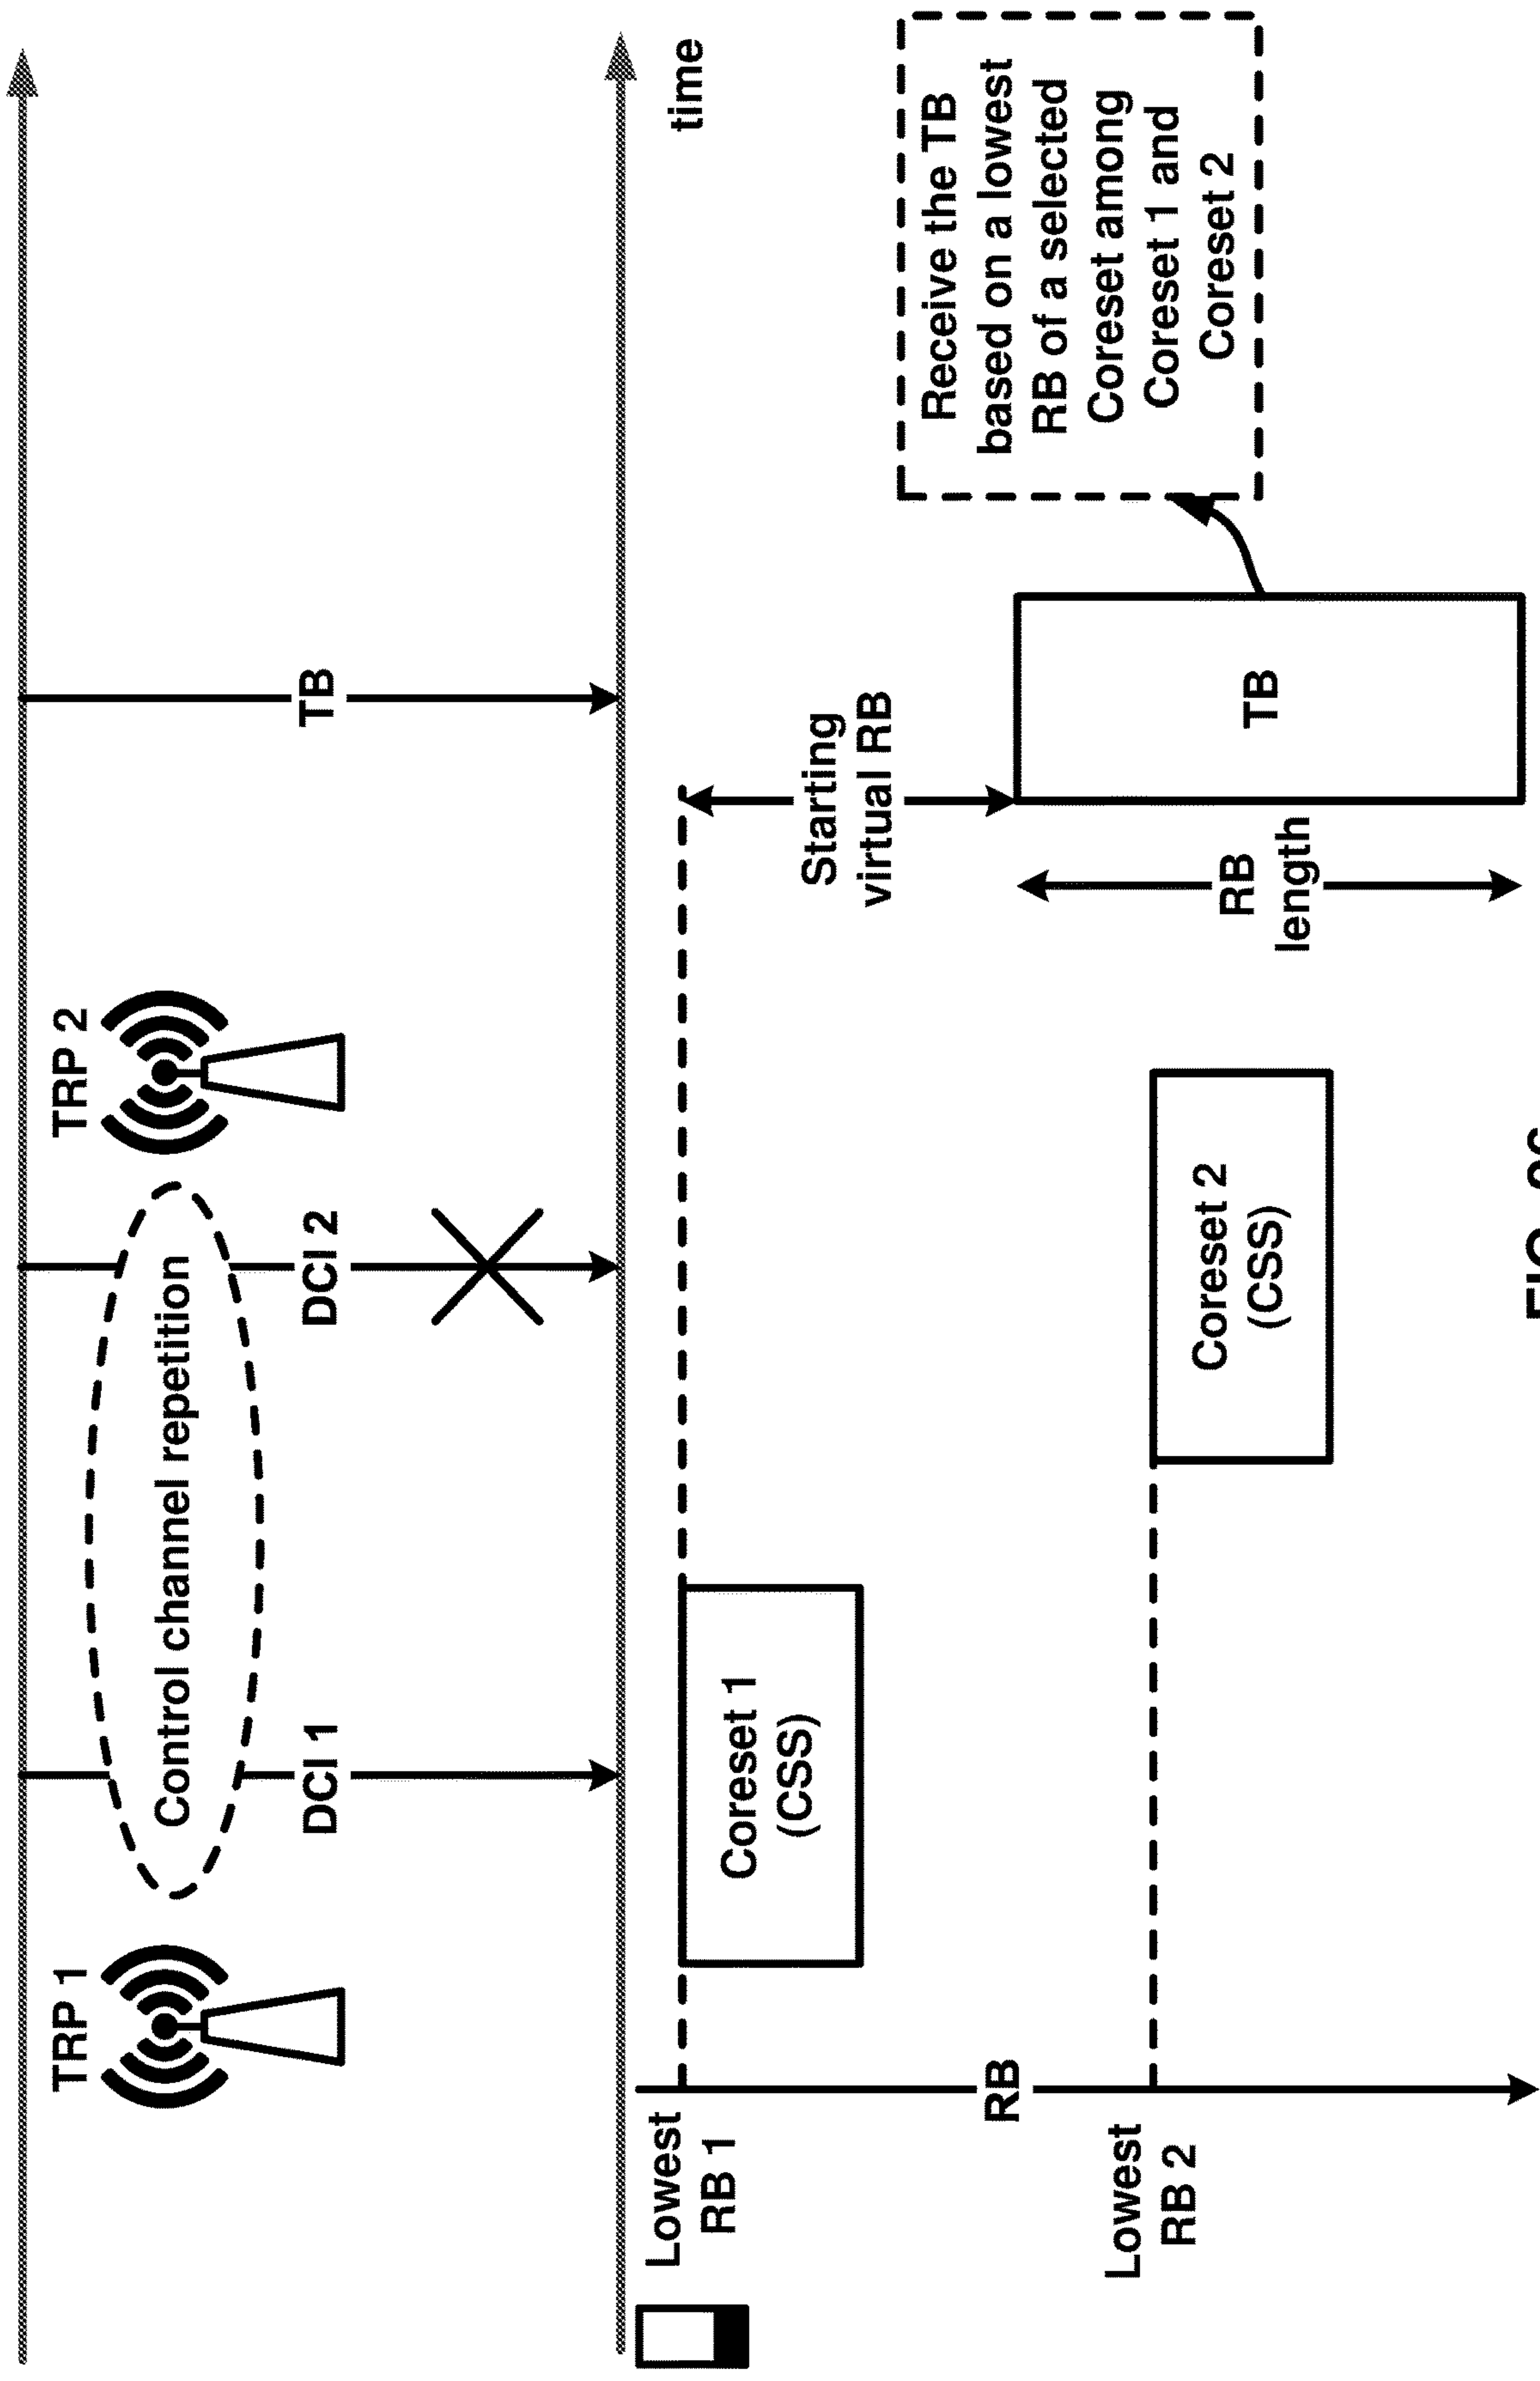 TRP 1
TRP 2
Control channel repetition
DCI 1
DCI 2
TB
time
Lowest
RB 1
Coreset 1
(CSS)
Starting
virtual RB
Receive the TB
based on a lowest
RB of a selected
Coreset among
Coreset 1 and
Coreset 2
RB
Lowest
RB 2
Coreset 2
(CSS)
RB
length
TB